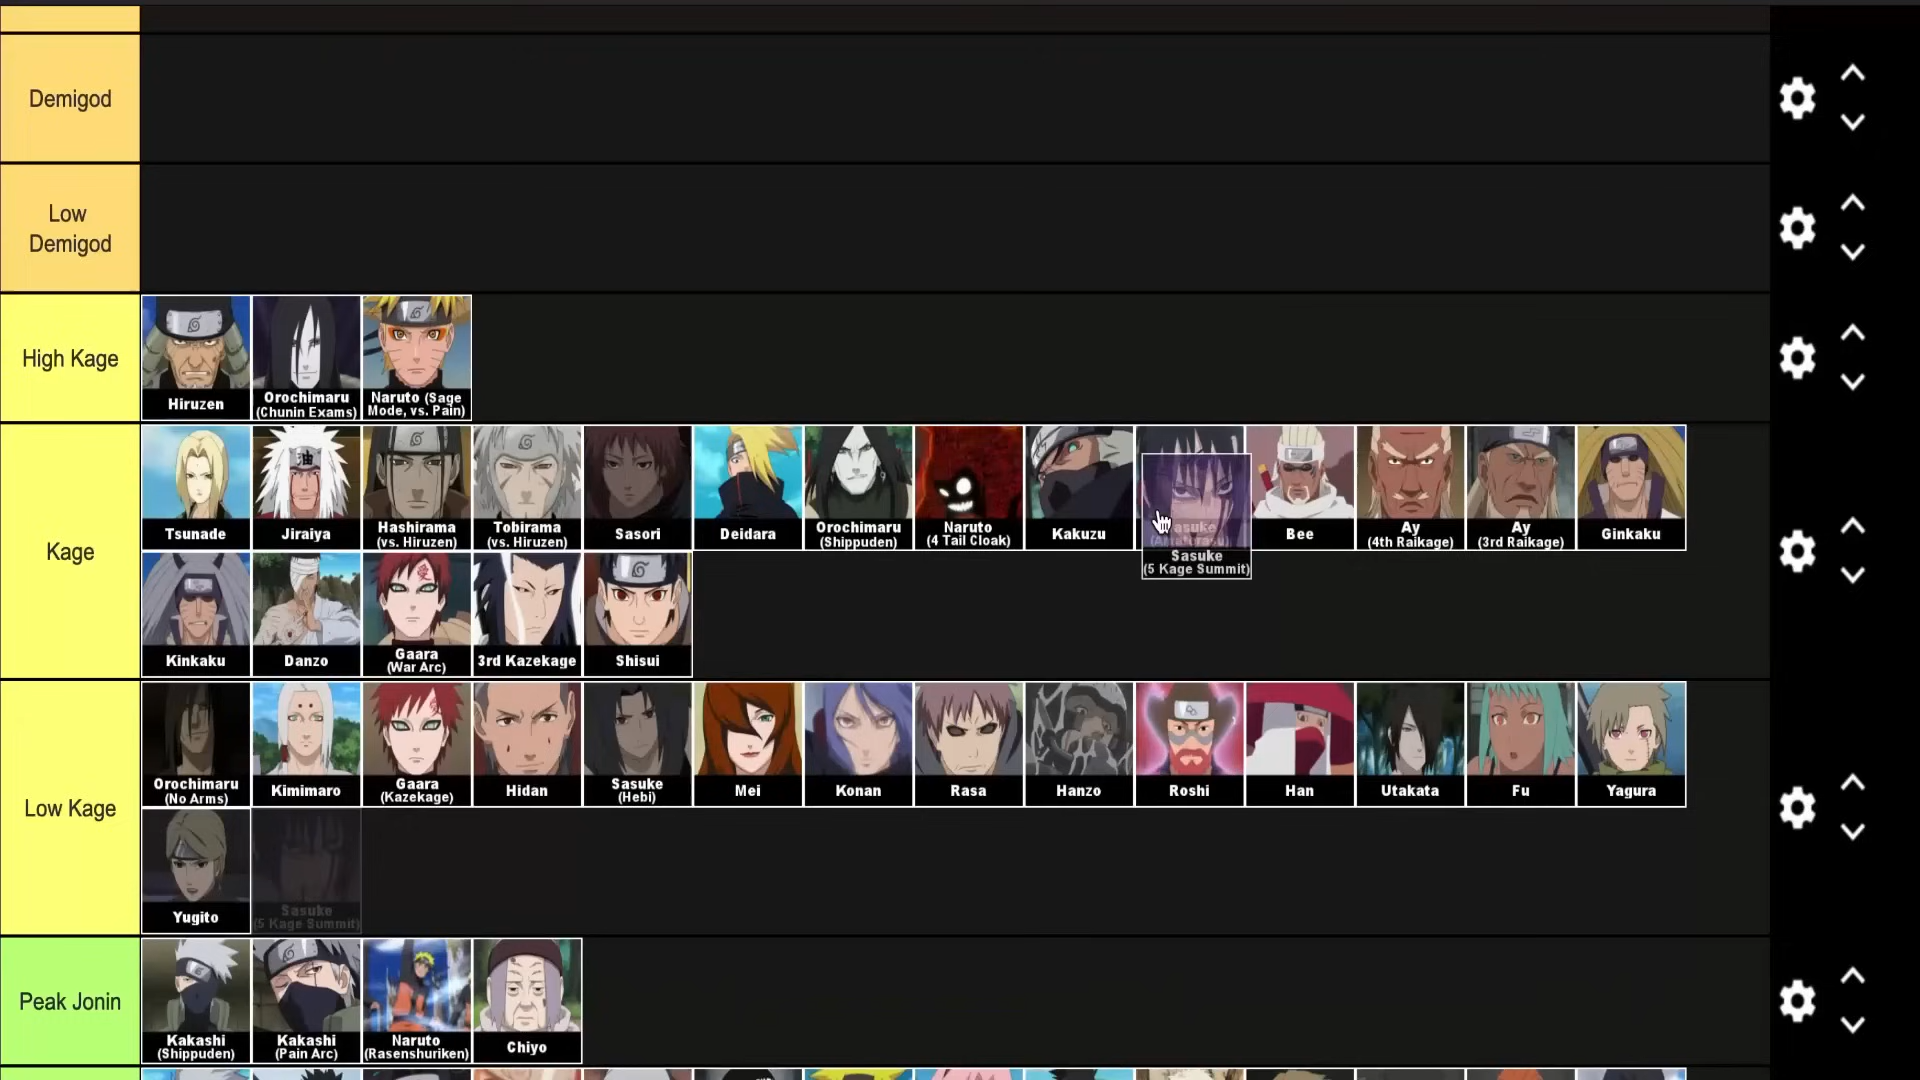 Demigod
Low
Demigod
High Kage
Hiruzen
Orochimaru
(Chunin Exams)
Naruto (Sage
Mode, vs. Pain)
Kage
Tsunade
Jiraiya
Hashirama
(vs. Hiruzen)
Tobirama
(vs. Hiruzen)
Sasori
Deidara
Orochimaru
(Shippuden)
Naruto
(4 Tail Cloak)
Kakuzu
Sasuke
(5 Kage Summit)
Bee
Ay
(4th Raikage)
Ay
(3rd Raikage)
Ginkaku
Kinkaku
Danzo
Gaara
(War Arc)
3rd Kazekage
Shisui
Low Kage
Orochimaru
(No Arms)
Kimimaro
Gaara
(Kazekage)
Hidan
Sasuke
(Hebi)
Mei
Konan
Rasa
Hanzo
Roshi
Han
Utakata
Fu
Yagura
Yugito
Sasuke
(5 Kage Summit)
Peak Jonin
Kakashi
(Shippuden)
Kakashi
(Pain Arc)
Naruto
(Rasenshuriken)
Chiyo